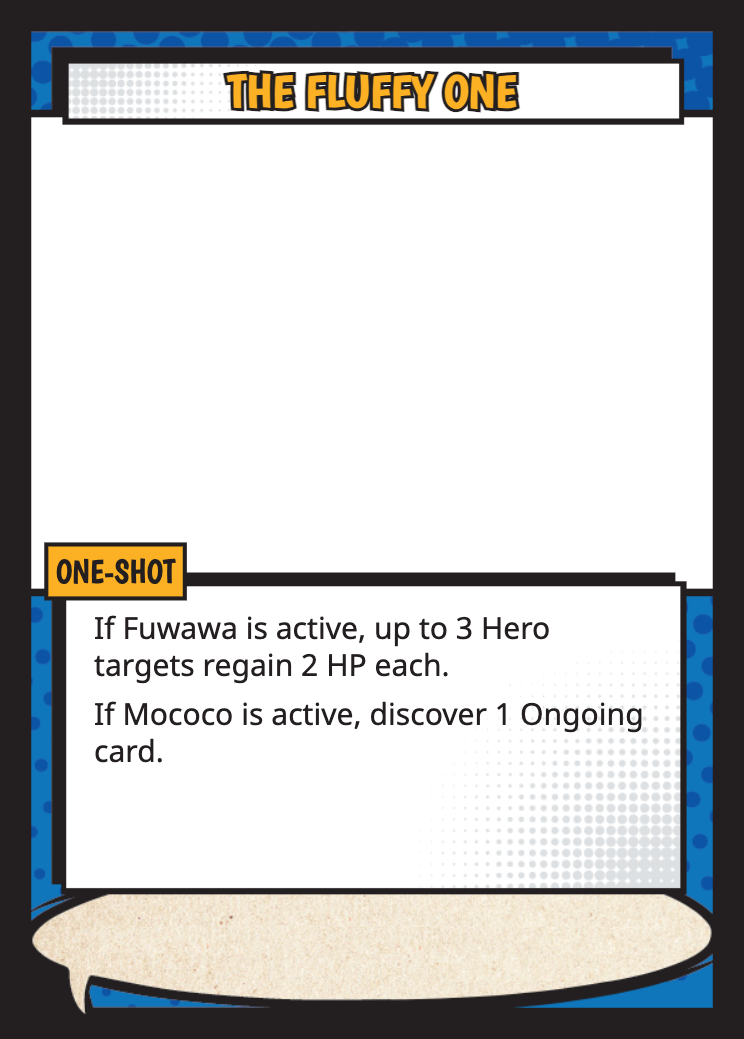 THE FLUFFY ONE
ONE-SHOT
If Fuwawa is active, up to 3 Hero
targets regain 2 HP each.
If Mococo is active, discover 1 Ongoing
card.